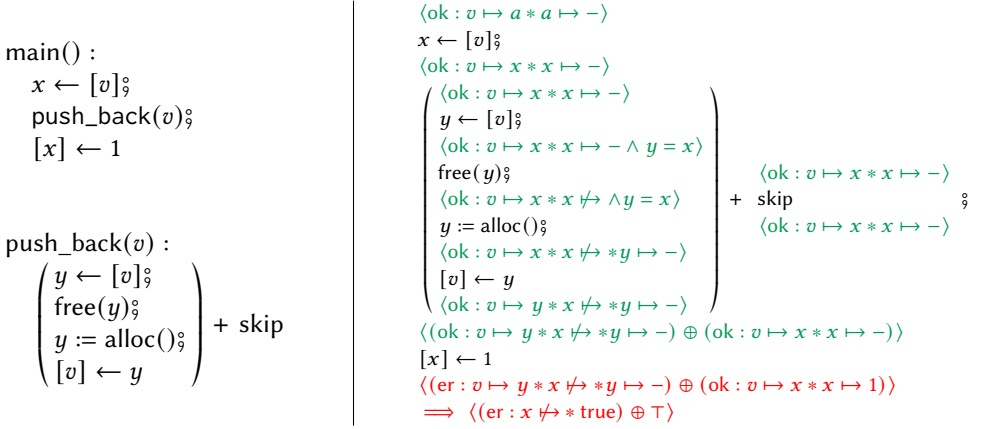 main() :
x ← [v]⨟
push_back(v)⨟
[x] ← 1
push_back(v) :
y ← [v]⨟
free(y)⨟
y := alloc()⨟
[v] ← y
+ skip
⟨ok : v ↦ a * a ↦ −⟩
x ← [v]⨟
⟨ok : v ↦ x * x ↦ −⟩
⟨ok : v ↦ x * x ↦ −⟩
y ← [v]⨟
⟨ok : v ↦ x * x ↦ − ∧ y = x⟩
free(y)⨟
⟨ok : v ↦ x * x ↦̸ ∧ y = x⟩
y := alloc()⨟
⟨ok : v ↦ x * x ↦̸ * y ↦ −⟩
[v] ← y
⟨ok : v ↦ y * x ↦̸ * y ↦ −⟩
+
⟨ok : v ↦ x * x ↦ −⟩
skip
⟨ok : v ↦ x * x ↦ −⟩
⨟
⟨(ok : v ↦ y * x ↦̸ * y ↦ −) ⊕ (ok : v ↦ x * x ↦ −)⟩
[x] ← 1
⟨(er : v ↦ y * x ↦̸ * y ↦ −) ⊕ (ok : v ↦ x * x ↦ 1)⟩
⟹ ⟨(er : x ↦̸ * true) ⊕ ⊤⟩